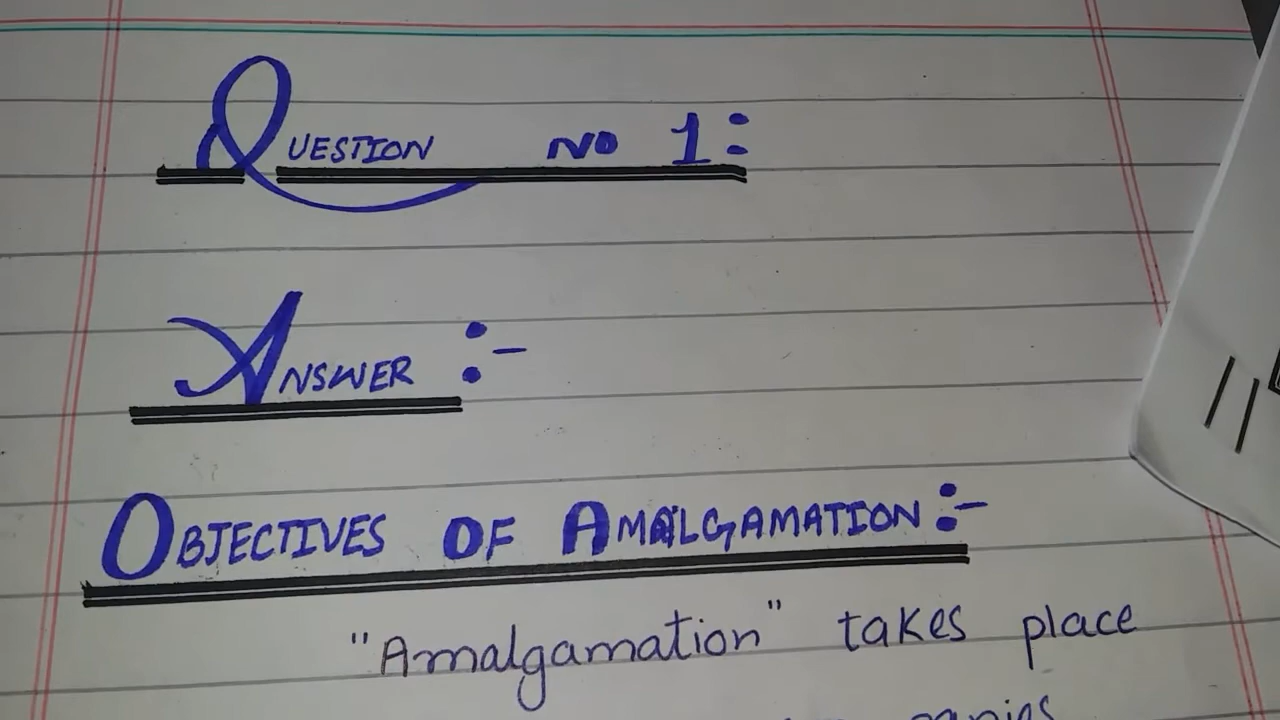 QUESTION NO 1:
ANSWER :-
OBJECTIVES OF AMALGAMATION :-
"Amalgamation" takes place